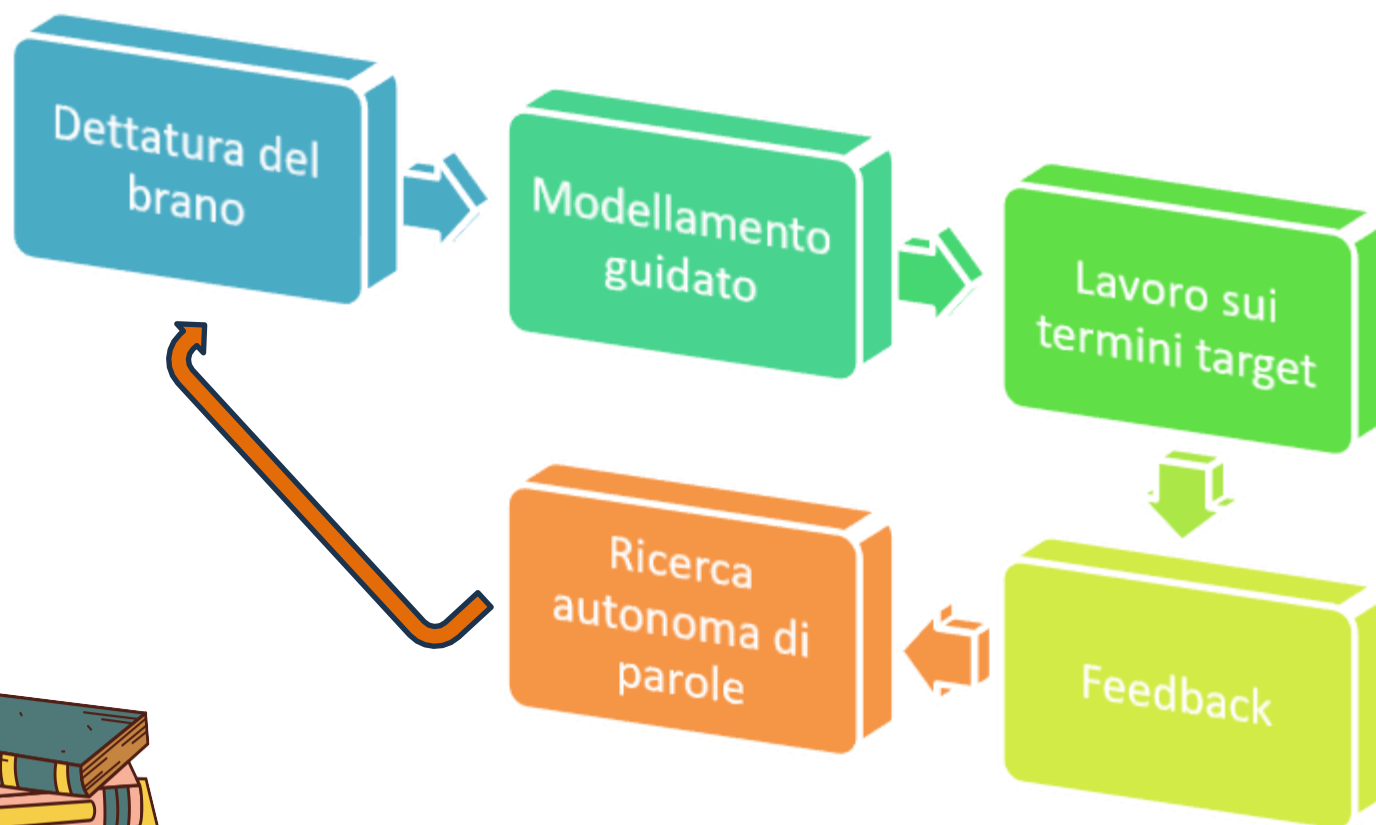 Dettatura del
brano
Modellamento
guidato
Lavoro sui
termini target
Feedback
Ricerca
autonoma di
parole